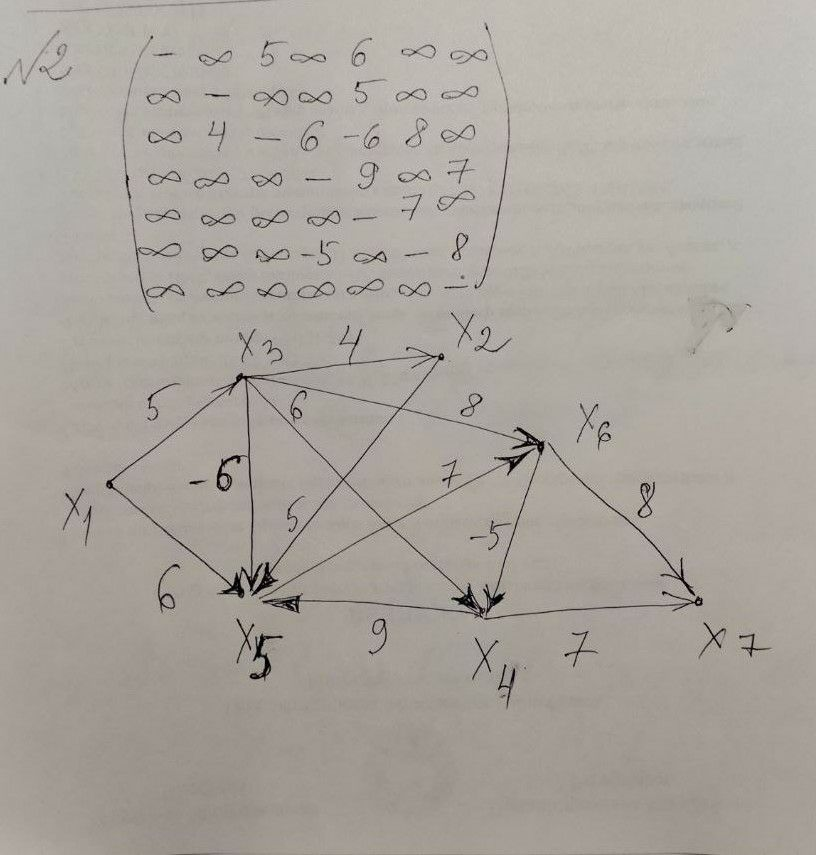 №2
- ∞ 5 ∞ 6 ∞ ∞
∞ - ∞ ∞ 5 ∞ ∞
∞ 4 - 6 -6 8 ∞
∞ ∞ ∞ - 9 ∞ 7
∞ ∞ ∞ ∞ - 7 ∞
∞ ∞ ∞ -5 ∞ - 8
∞ ∞ ∞ ∞ ∞ ∞ -
X3 4 X2
5 6 8 X6
-6 7
X1 5 -5 8
6
X5 9 X4 7 X7